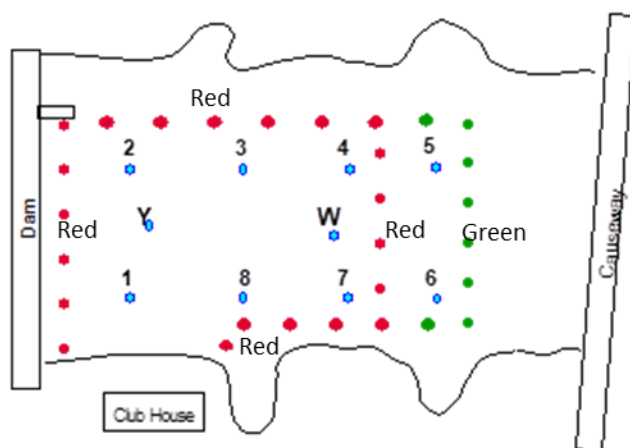 Red
2 3 4 5
Y W
Dam Red Red Green Causeway
1 8 7 6
Red
Club House